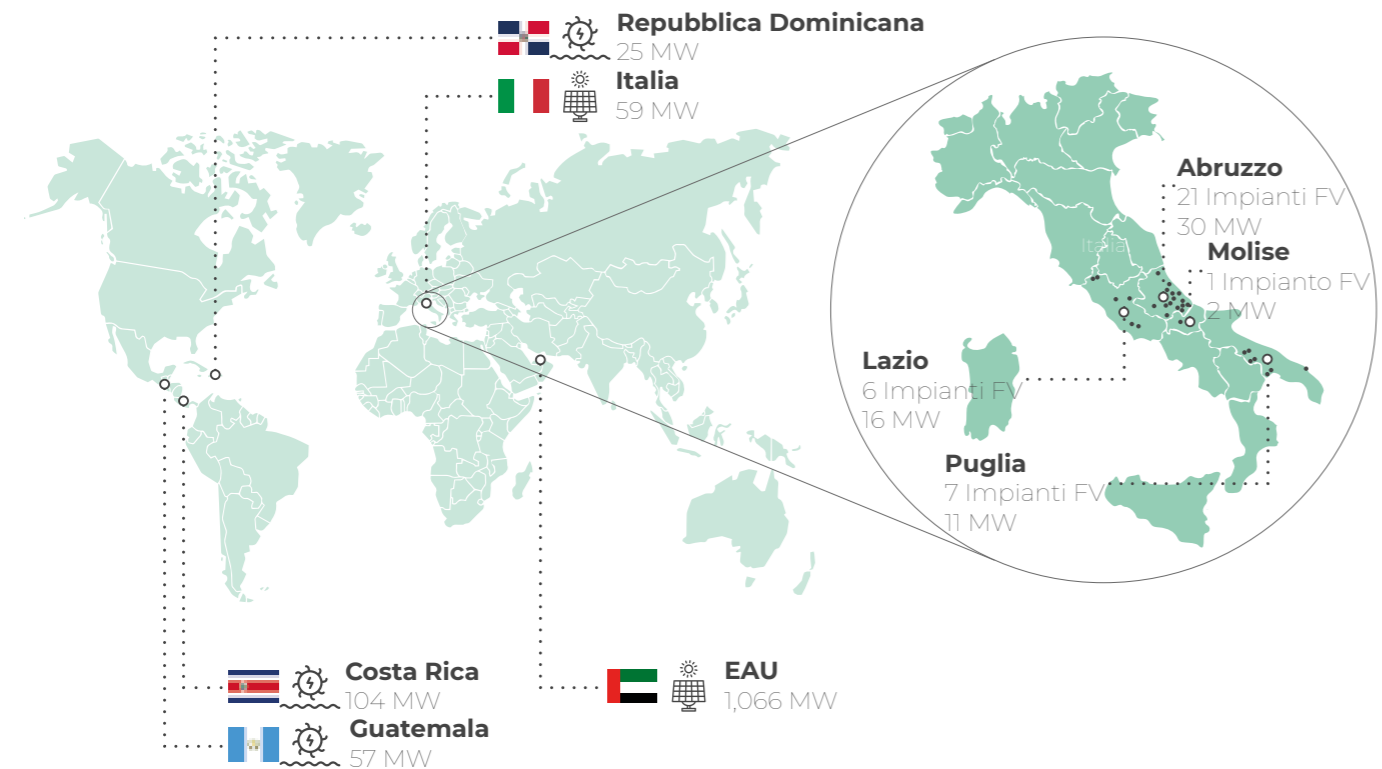 Repubblica Dominicana
25 MW
Italia
59 MW
Abruzzo
21 Impianti FV
30 MW
Italia
Molise
1 Impianto FV
2 MW
Lazio
6 Impianti FV
16 MW
Puglia
7 Impianti FV
11 MW
Costa Rica
104 MW
Guatemala
57 MW
EAU
1,066 MW